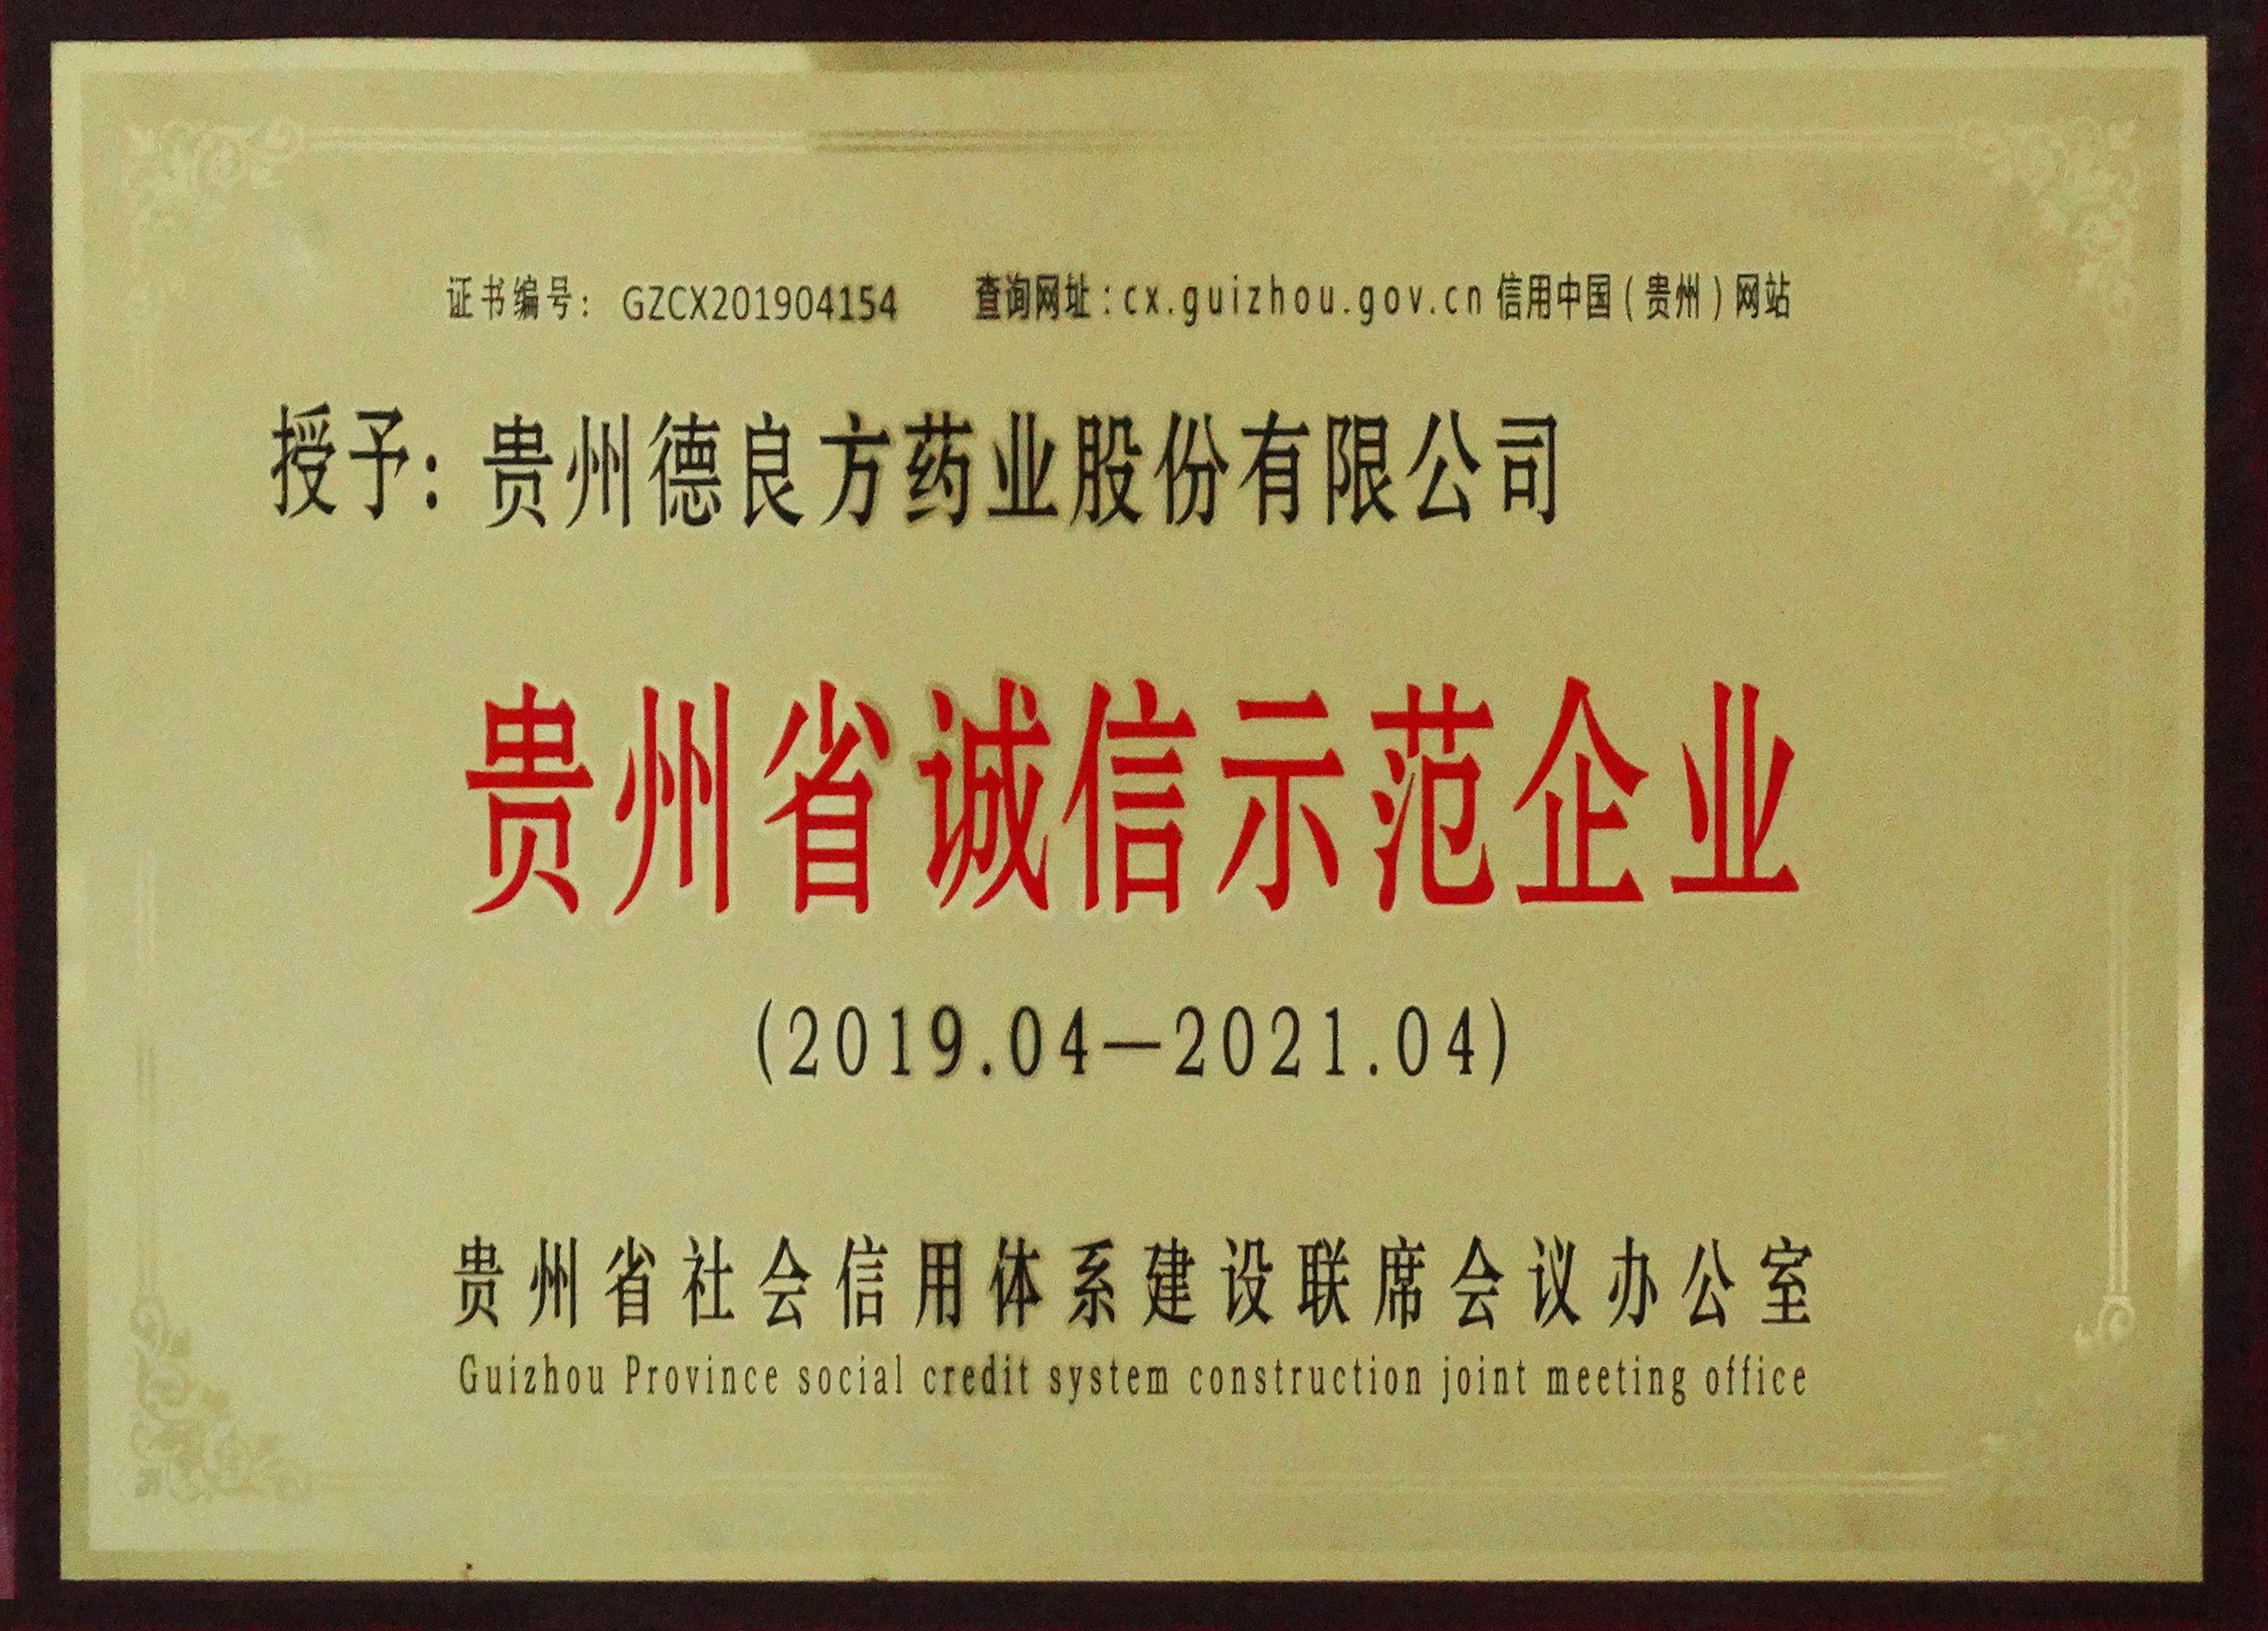 证书编号：GZCX201904154 查询网址:cx.guizhou.gov.cn 信用中国(贵州)网站
授予:贵州德良方药业股份有限公司
贵州省诚信示范企业
(2019.04—2021.04)
贵州省社会信用体系建设联席会议办公室
Guizhou Province social credit system construction joint meeting office